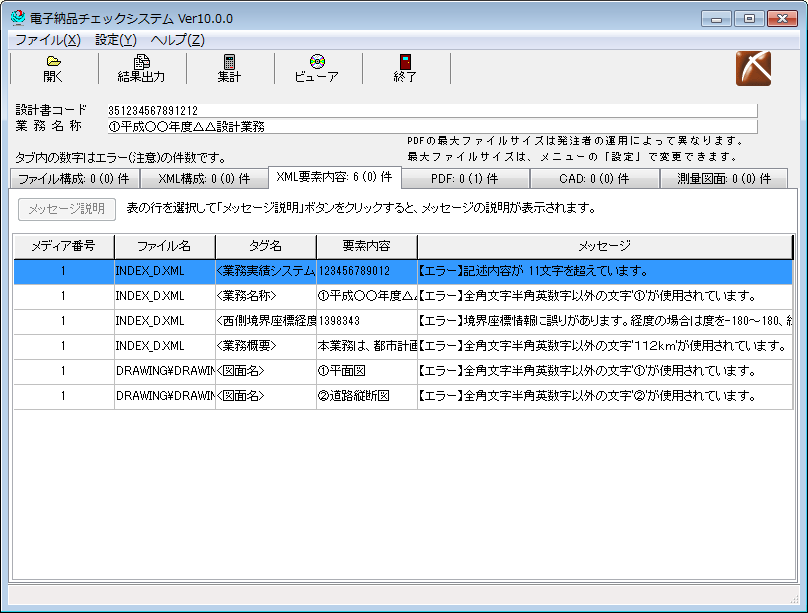 電子納品チェックシステム Ver10.0.0
ファイル(X) 設定(Y) ヘルプ(Z)
開く 結果出力 集計 ビューア 終了
設計書コード 351234567891212
業務名称 ①平成〇〇年度△△設計業務
PDFの最大ファイルサイズは発注者の運用によって異なります。
タブ内の数字はエラー(注意)の件数です。 最大ファイルサイズは、メニューの「設定」で変更できます。
ファイル構成: 0 (0) 件 XML構成: 0 (0) 件 XML要素内容: 6 (0) 件 PDF: 0 (1) 件 CAD: 0 (0) 件 測量図面: 0 (0) 件
メッセージ説明 表の行を選択して「メッセージ説明」ボタンをクリックすると、メッセージの説明が表示されます。
メディア番号 ファイル名 タグ名 要素内容 メッセージ
1 INDEX_D.XML <業務実績システム 123456789012 【エラー】記述内容が 11文字を超えています。
1 INDEX_D.XML <業務名称> ①平成〇〇年度△ 【エラー】全角文字半角英数字以外の文字'①'が使用されています。
1 INDEX_D.XML <西側境界座標経度 1398343 【エラー】境界座標情報に誤りがあります。経度の場合は度を-180～180、
1 INDEX_D.XML <業務概要> 本業務は、都市計画 【エラー】全角文字半角英数字以外の文字'112km'が使用されています。
1 DRAWING¥DRAWIN <図面名> ①平面図 【エラー】全角文字半角英数字以外の文字'①'が使用されています。
1 DRAWING¥DRAWIN <図面名> ②道路縦断図 【エラー】全角文字半角英数字以外の文字'②'が使用されています。